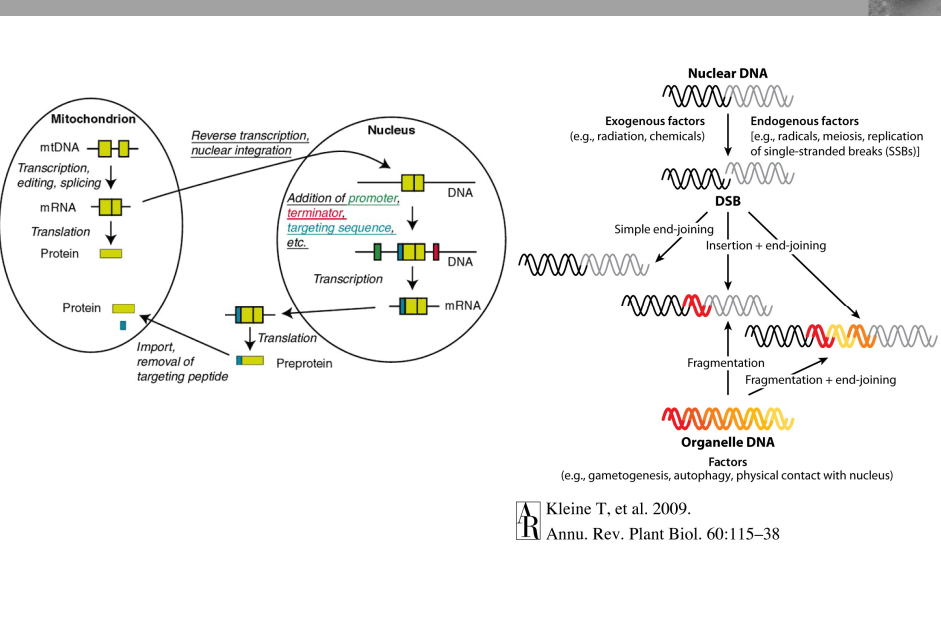 Mitochondrion
mtDNA
Transcription,
editing, splicing
mRNA
Translation
Protein
Protein
Import,
removal of
targeting peptide
Reverse transcription,
nuclear integration
Nucleus
DNA
Addition of promoter,
terminator,
targeting sequence,
etc.
DNA
Transcription
mRNA
Translation
Preprotein
Nuclear DNA
Exogenous factors
(e.g., radiation, chemicals)
Endogenous factors
[e.g., radicals, meiosis, replication
of single-stranded breaks (SSBs)]
DSB
Simple end-joining
Insertion + end-joining
Fragmentation
Fragmentation + end-joining
Organelle DNA
Factors
(e.g., gametogenesis, autophagy, physical contact with nucleus)
AR
Kleine T, et al. 2009.
Annu. Rev. Plant Biol. 60:115–38